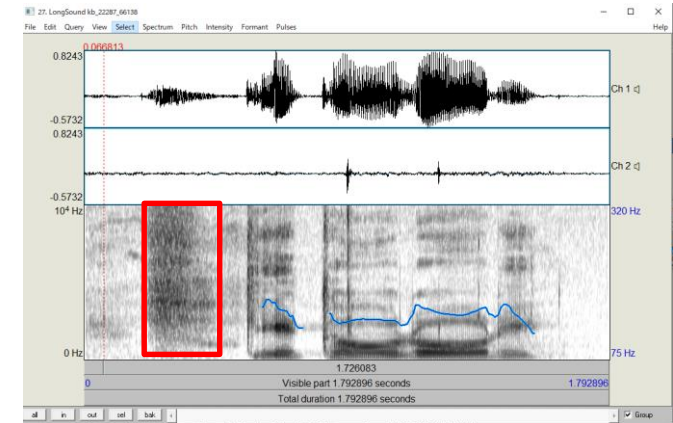 27. LongSound kb_22287_66138
File Edit Query View Select Spectrum Pitch Intensity Formant Pulses Help
0.066813
0.8243
Ch 1
-0.5732
0.8243
Ch 2
-0.5732
10⁴ Hz 320 Hz
0 Hz 75 Hz
1.726083
0 Visible part 1.792896 seconds 1.792896
Total duration 1.792896 seconds
all in out sel bak Group